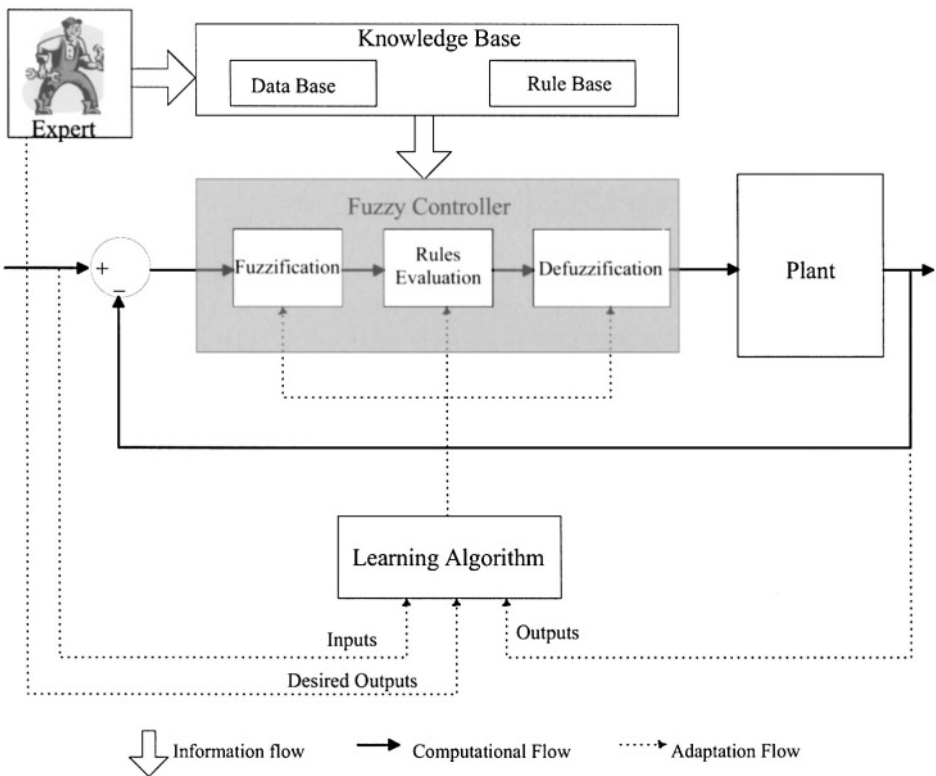 Knowledge Base
Data Base
Rule Base
Expert
Fuzzy Controller
+
−
Fuzzification
Rules
Evaluation
Defuzzification
Plant
Learning Algorithm
Inputs
Outputs
Desired Outputs
Information flow
Computational Flow
Adaptation Flow